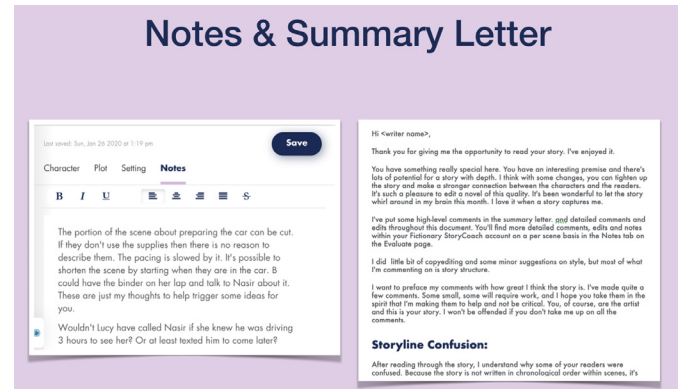 Notes & Summary Letter
Last saved: Sun, Jan 26 2020 at 1:19 pm
Save
Character Plot Setting Notes
B I U S
The portion of the scene about preparing the car can be cut.
If they don't use the supplies then there is no reason to
describe them. The pacing is slowed by it. It's possible to
shorten the scene by starting when they are in the car. B
could have the binder on her lap and talk to Nasir about it.
These are just my thoughts to help trigger some ideas for
you.
Wouldn't Lucy have called Nasir if she knew he was driving
3 hours to see her? Or at least texted him to come later?
Hi <writer name>,
Thank you for giving me the opportunity to read your story. I've enjoyed it.
You have something really special here. You have an interesting premise and there's
lots of potential for a story with depth. I think with some changes, you can tighten up
the story and make a stronger connection between the characters and the readers.
It's such a pleasure to edit a novel of this quality. It's been wonderful to let the story
whirl around in my brain this month. I love it when a story captures me.
I've put some high-level comments in the summary letter. and detailed comments and
edits throughout this document. You'll find more detailed comments, edits and notes
within your Fictionary StoryCoach account on a per scene basis in the Notes tab on
the Evaluate page.
I did little bit of copyediting and some minor suggestions on style, but most of what
I'm commenting on is story structure.
I want to preface my comments with how great I think the story is. I've made quite a
few comments. Some small, some will require work, and I hope you take them in the
spirit that I'm making them to help and not be critical. You, of course, are the artist
and this is your story. I won't be offended if you don't take me up on all the
comments.
Storyline Confusion:
After reading through the story, I understand why some of your readers were
confused. Because the story is not written in chronological order within scenes, it's